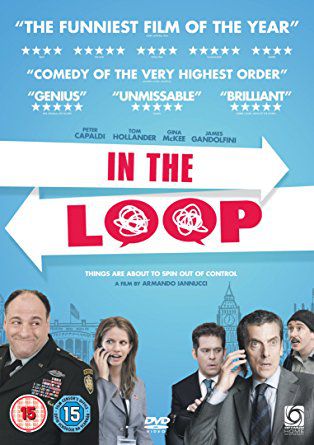 "THE FUNNIEST FILM OF THE YEAR"
"COMEDY OF THE VERY HIGHEST ORDER"
"GENIUS" "UNMISSABLE" "BRILLIANT"
PETER CAPALDI TOM HOLLANDER GINA McKEE JAMES GANDOLFINI
IN THE
LOOP
THINGS ARE ABOUT TO SPIN OUT OF CONTROL
A FILM BY ARMANDO IANNUCCI
15 15
DVD